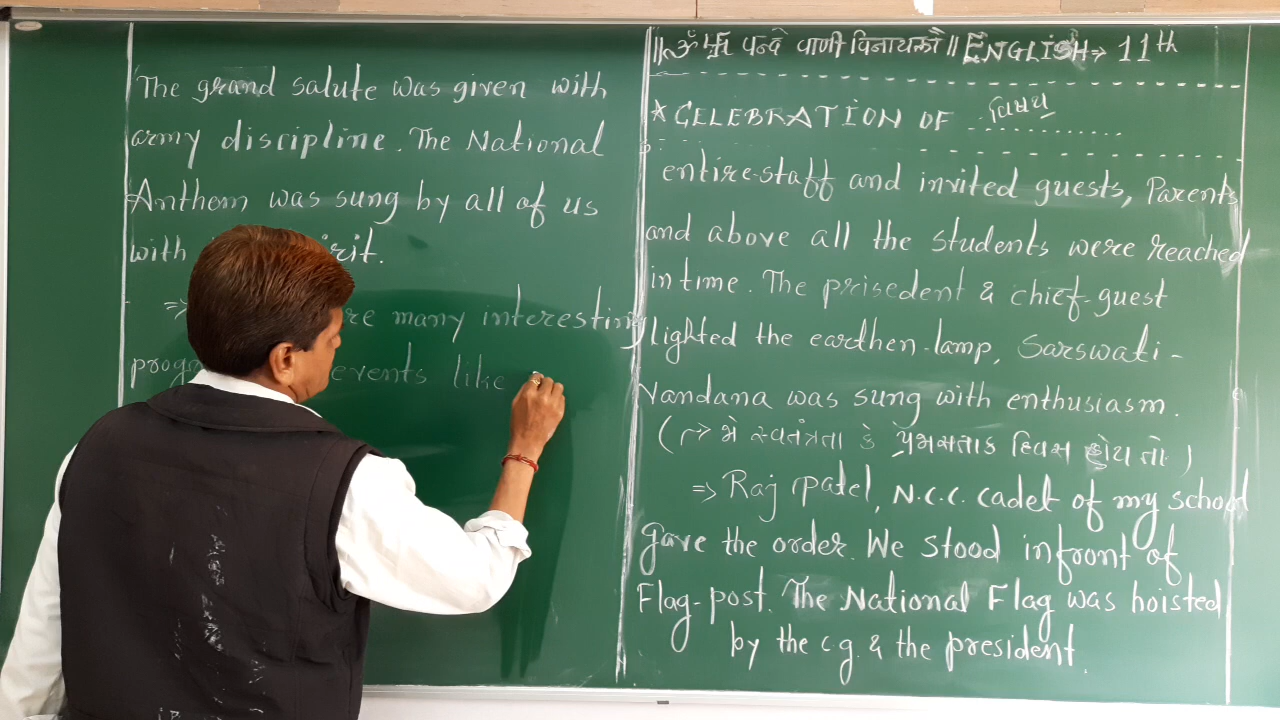 The grand salute was given with
army discipline. The National
Anthem was sung by all of us
with
⇒ many interesting
events like
||ॐ 卐 वन्दे वाणी विनायकौ || ENGLISH → 11th
* CELEBRATION OF ............
વિષય
entire-staff and invited guests, Parents
and above all the students were reached
in time. The prisedent & chief-guest
lighted the earthen-lamp, Sarswati-
Vandana was sung with enthusiasm.
( → જો સ્વતંત્રતા કે પ્રજાસત્તાક દિવસ હોય તો )
⇒ Raj Patel, N.C.C. cadet of my school
gave the order. We stood infront of
Flag-post. The National Flag was hoisted
by the c.g. & the president.